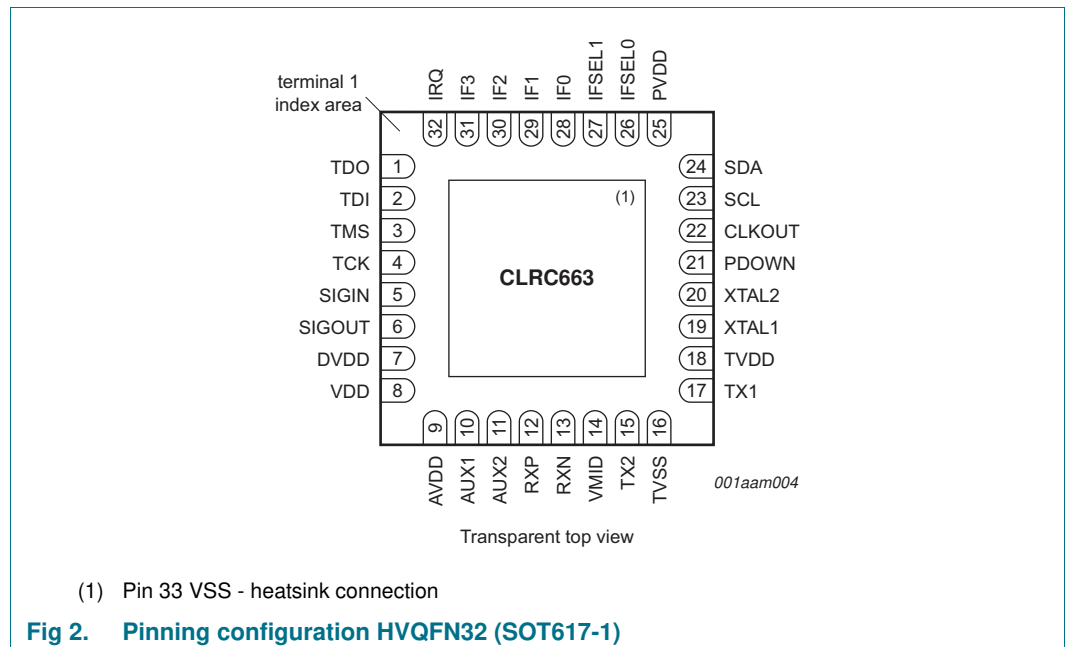 terminal 1
index area
IRQ
IF3
IF2
IF1
IF0
IFSEL1
IFSEL0
PVDD
32 31 30 29 28 27 26 25
TDO 1
TDI 2
TMS 3
TCK 4
SIGIN 5
SIGOUT 6
DVDD 7
VDD 8
(1)
CLRC663
24 SDA
23 SCL
22 CLKOUT
21 PDOWN
20 XTAL2
19 XTAL1
18 TVDD
17 TX1
9 10 11 12 13 14 15 16
AVDD
AUX1
AUX2
RXP
RXN
VMID
TX2
TVSS
001aam004
Transparent top view
(1) Pin 33 VSS - heatsink connection
Fig 2. Pinning configuration HVQFN32 (SOT617-1)